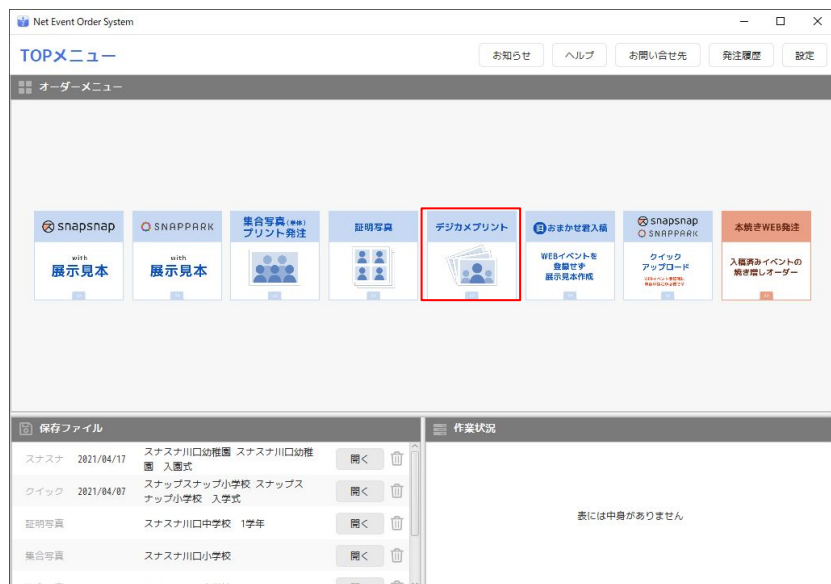 Net Event Order System
TOPメニュー
お知らせ
ヘルプ
お問い合せ先
発注履歴
設定
オーダーメニュー
snapsnap
with
展示見本
SNAPPARK
with
展示見本
集合写真(単体)
プリント発注
証明写真
デジカメプリント
おまかせ君入稿
WEBイベントを
登録せず
展示見本作成
snapsnap
SNAPPARK
クイック
アップロード
本焼きWEB発注
入稿済みイベントの
焼き増しオーダー
保存ファイル
スナスナ 2021/04/17 スナスナ川口幼稚園 スナスナ川口幼稚
園 入園式
開く
クイック 2021/04/07 スナップスナップ小学校 スナップス
ナップ小学校 入学式
開く
証明写真 スナスナ川口中学校 1学年 開く
集合写真 スナスナ川口小学校 開く
作業状況
表には中身がありません